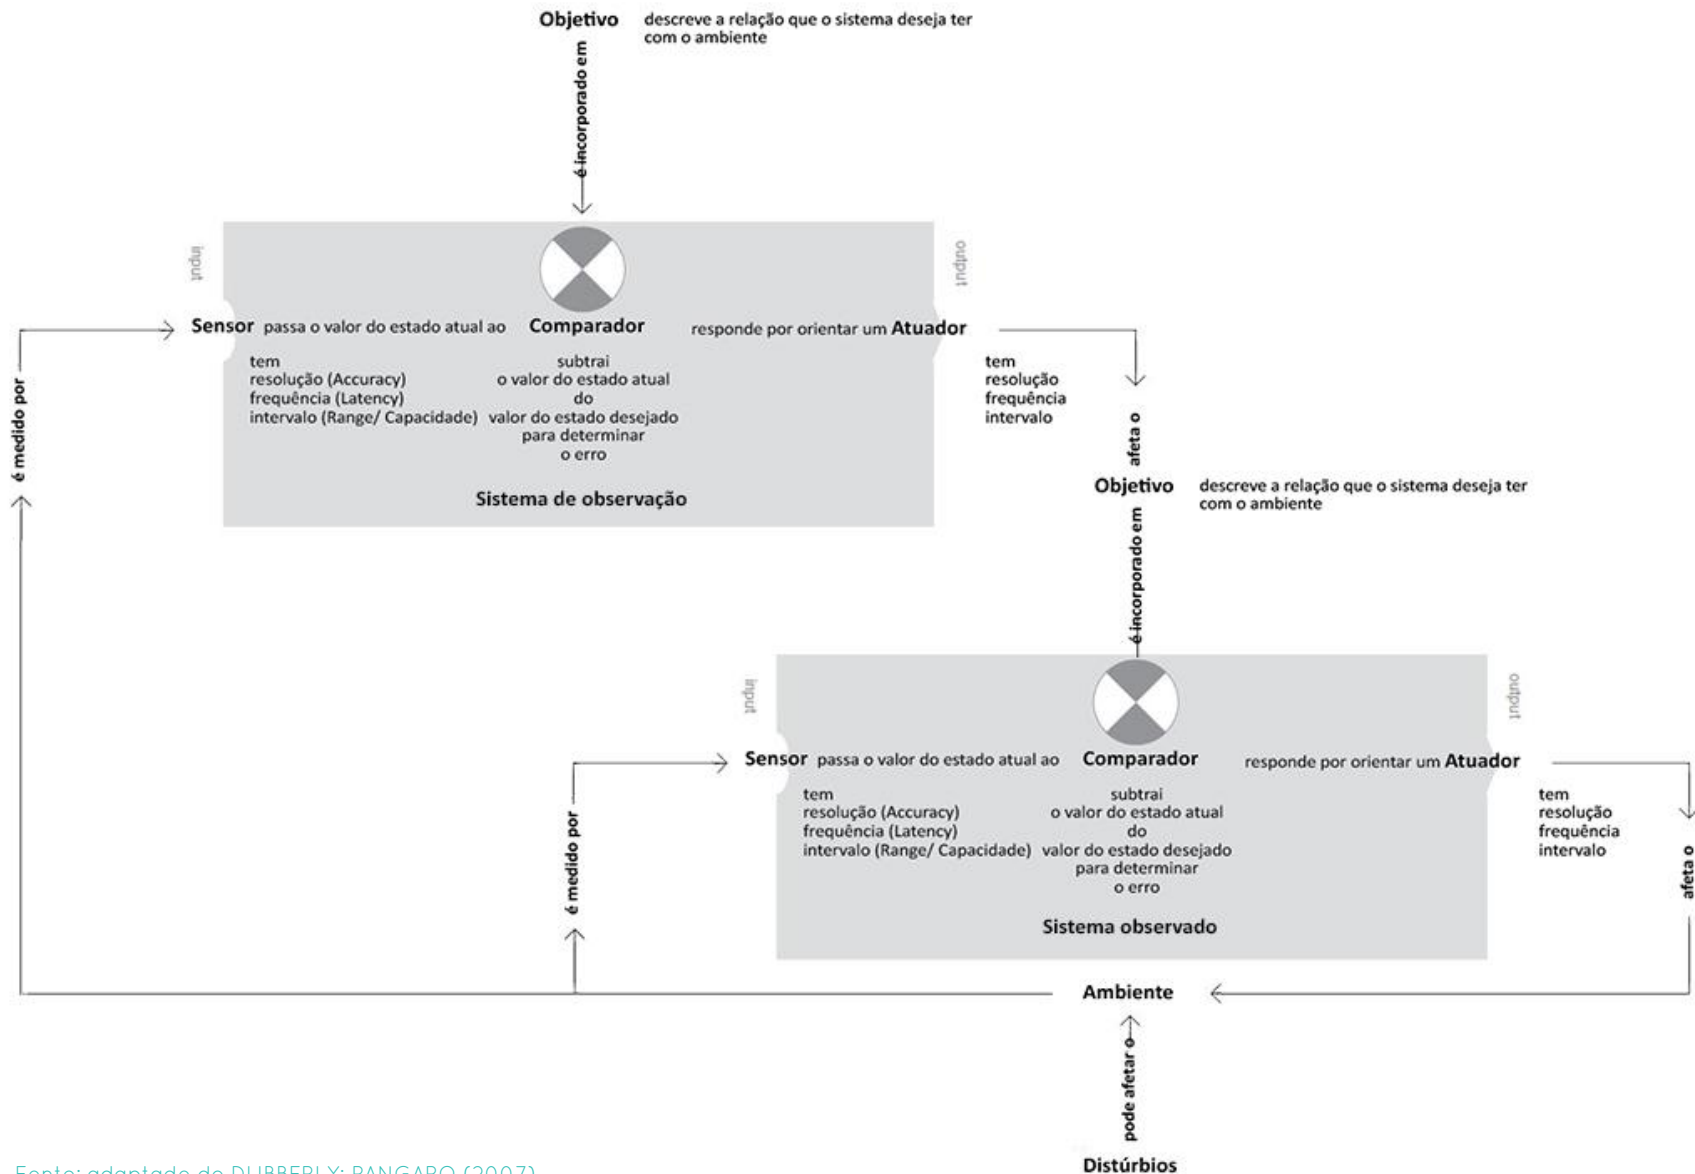 Objetivo
descreve a relação que o sistema deseja ter
com o ambiente
é incorporado em
input
output
Sensor passa o valor do estado atual ao Comparador responde por orientar um Atuador
tem
resolução (Accuracy)
frequência (Latency)
intervalo (Range/ Capacidade)
subtrai
o valor do estado atual
do
valor do estado desejado
para determinar
o erro
tem
resolução
frequência
intervalo
Sistema de observação
é medido por
afeta o
Objetivo
descreve a relação que o sistema deseja ter
com o ambiente
é incorporado em
input
output
Sensor passa o valor do estado atual ao Comparador responde por orientar um Atuador
tem
resolução (Accuracy)
frequência (Latency)
intervalo (Range/ Capacidade)
subtrai
o valor do estado atual
do
valor do estado desejado
para determinar
o erro
tem
resolução
frequência
intervalo
Sistema observado
é medido por
afeta o
Ambiente
pode afetar o
Distúrbios
Fonte: adaptado de DUBBERLY; PANGARO (2007)